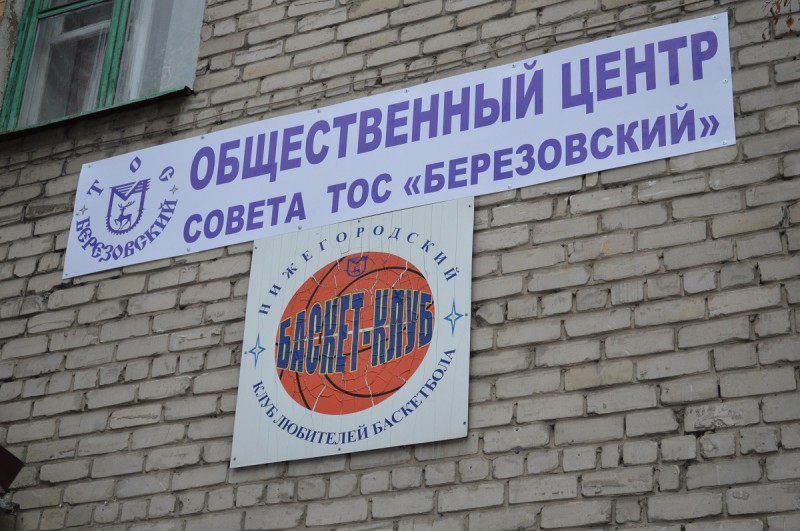 ТОС
БЕРЕЗОВСКИЙ
ОБЩЕСТВЕННЫЙ ЦЕНТР
СОВЕТА ТОС «БЕРЕЗОВСКИЙ»
НИЖЕГОРОДСКИЙ
БАСКЕТ-КЛУБ
КЛУБ ЛЮБИТЕЛЕЙ БАСКЕТБОЛА